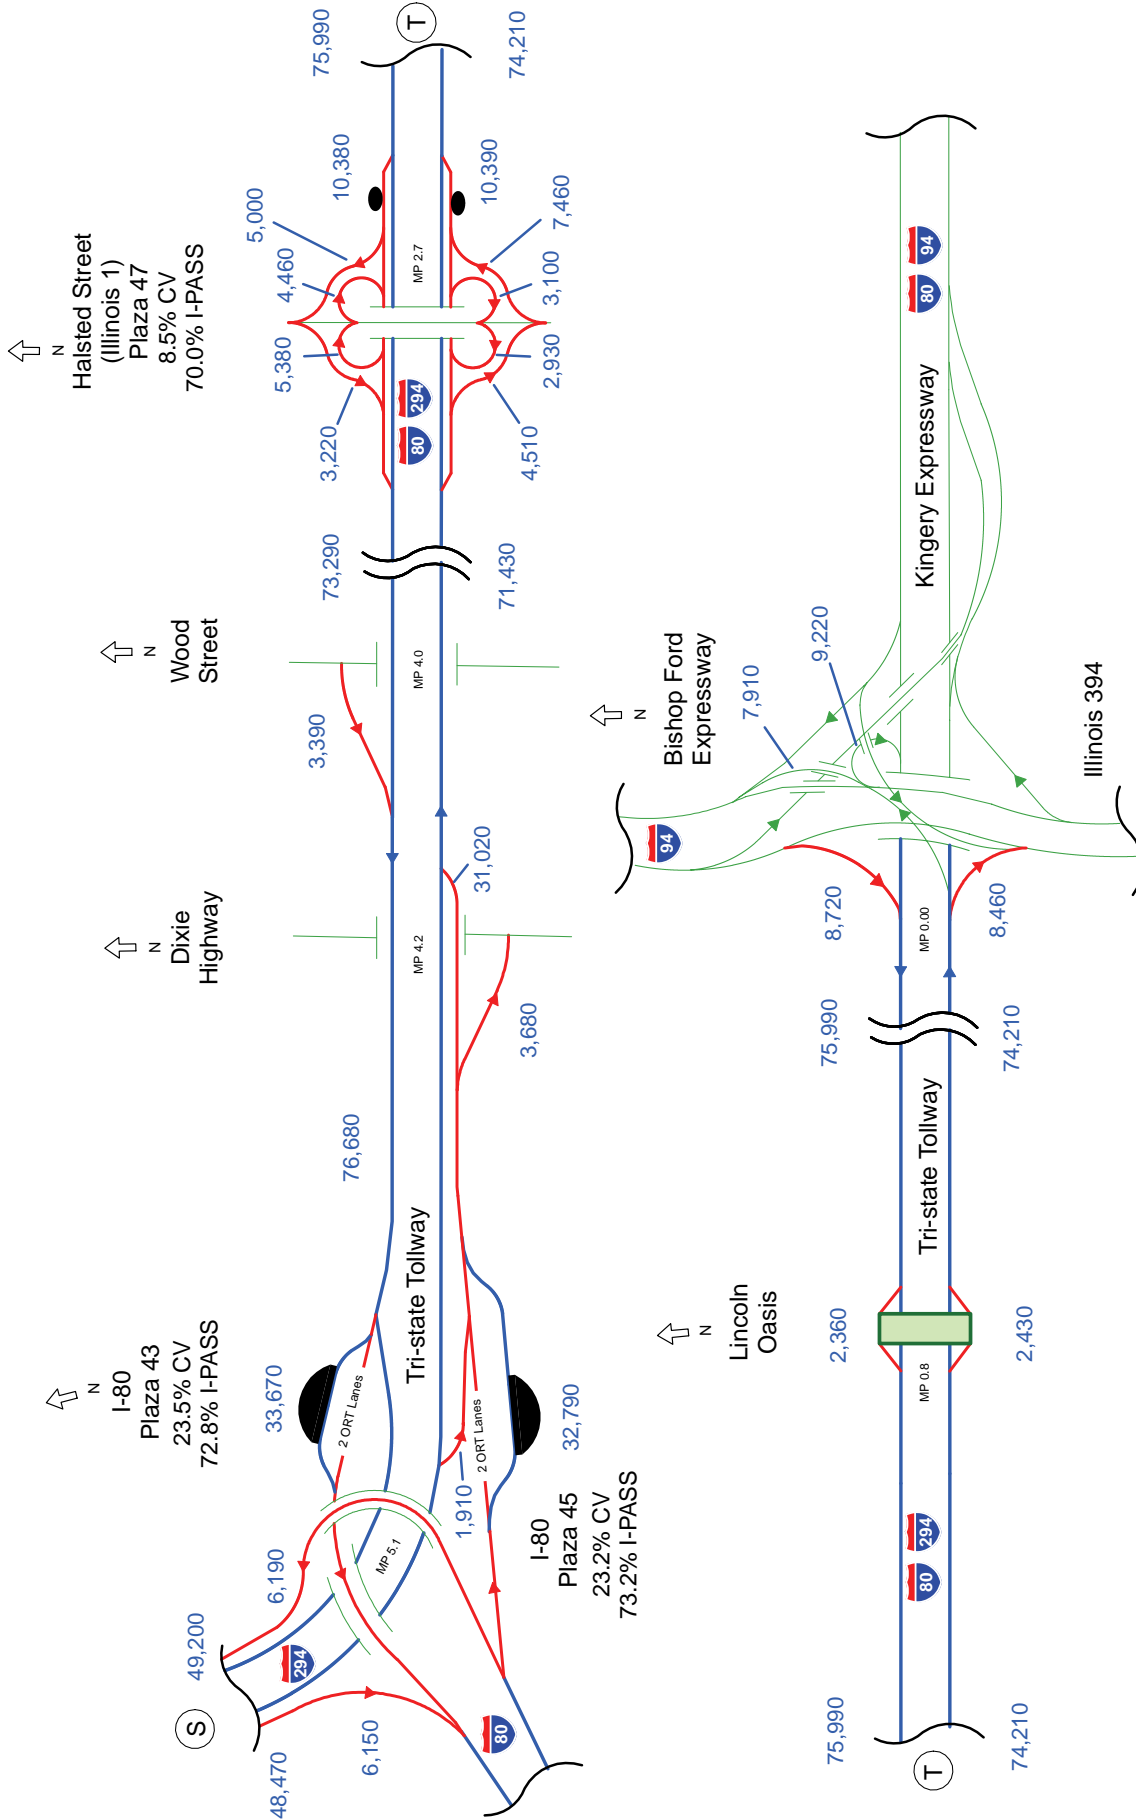 S
49,200
48,470
6,190
6,150
294
80
MP 5.1
N
I-80
Plaza 43
23.5% CV
72.8% I-PASS
33,670
2 ORT Lanes
1,910
2 ORT Lanes
32,790
I-80
Plaza 45
23.2% CV
73.2% I-PASS
Tri-state Tollway
76,680
3,680
N
Dixie
Highway
MP 4.2
31,020
N
Wood
Street
3,390
MP 4.0
73,290
71,430
N
Halsted Street
(Illinois 1)
Plaza 47
8.5% CV
70.0% I-PASS
3,220
5,380
4,460
5,000
10,380
80
294
MP 2.7
4,510
2,930
3,100
7,460
10,390
75,990
74,210
T
T
75,990
74,210
80
294
N
Lincoln
Oasis
2,360
MP 0.8
2,430
Tri-state Tollway
75,990
74,210
8,720
MP 0.00
8,460
94
N
Bishop Ford
Expressway
7,910
9,220
Illinois 394
Kingery Expressway
80
94